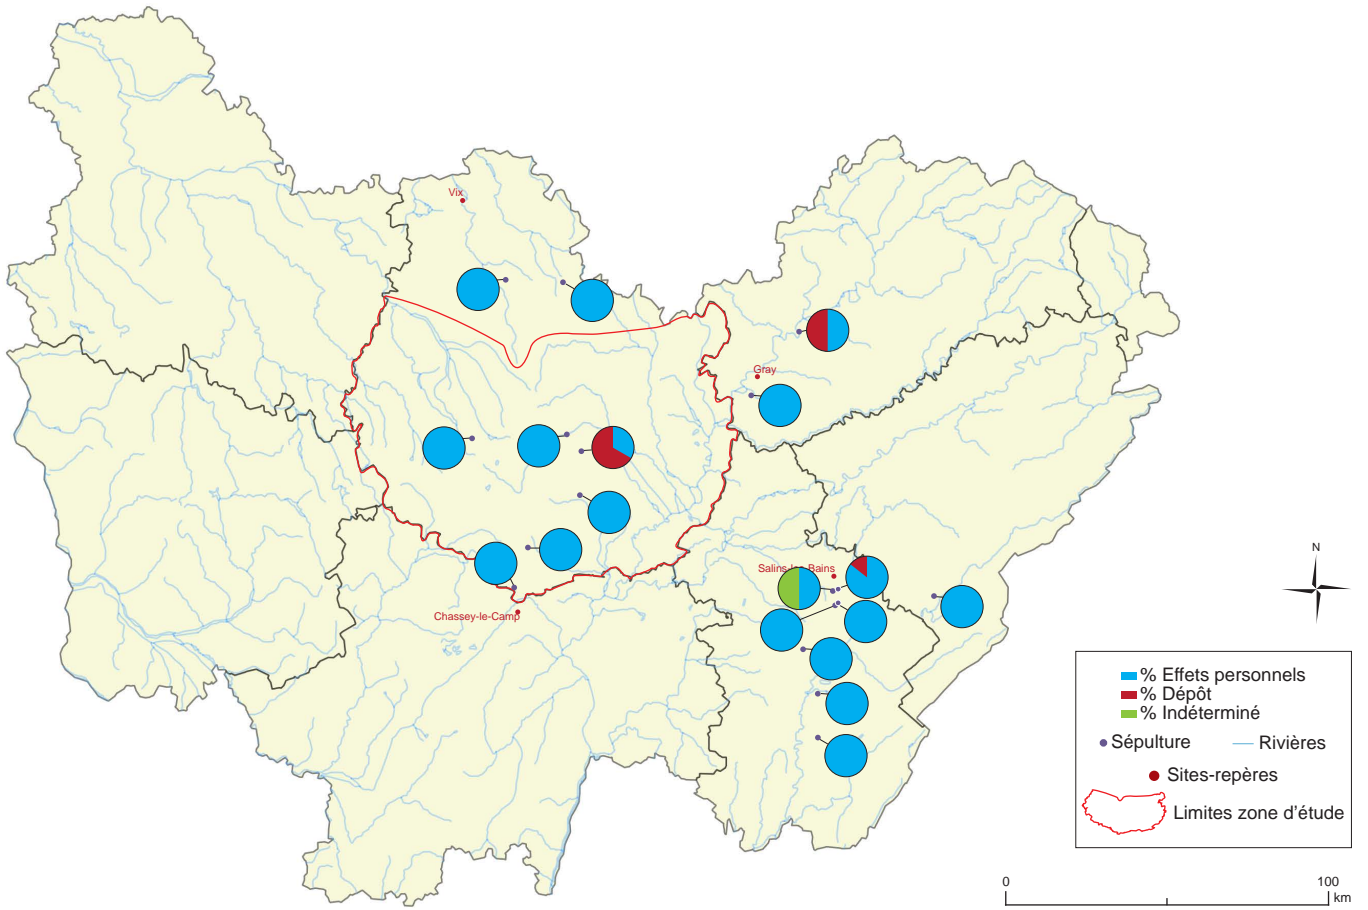 Vix
Gray
Salins-les-Bains
Chassey-le-Camp
N
% Effets personnels
% Dépôt
% Indéterminé
Sépulture
Rivières
Sites-repères
Limites zone d'étude
0
100
km